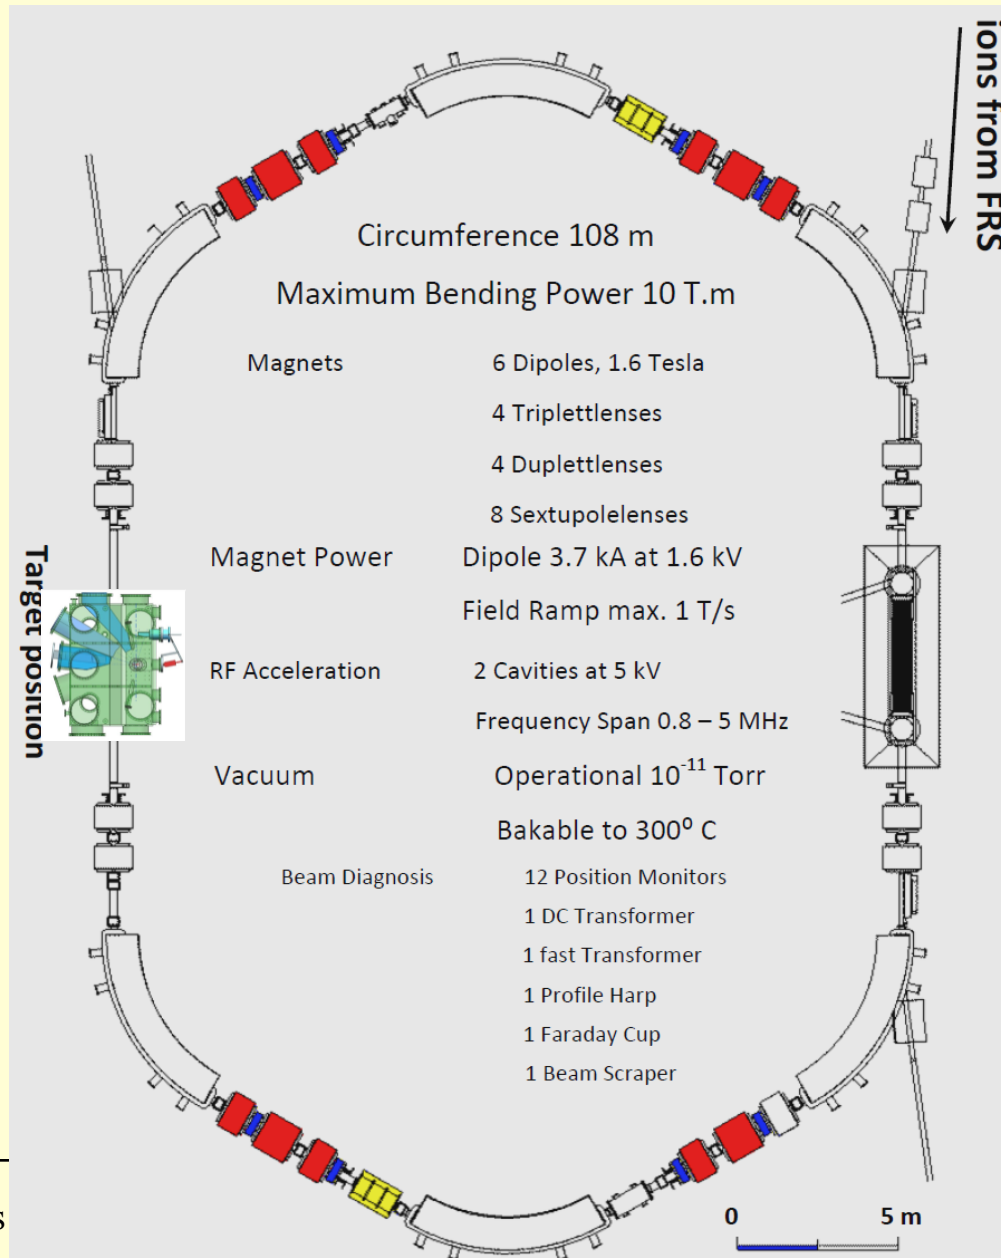 ions from FRS
Circumference 108 m
Maximum Bending Power 10 T.m
Magnets 6 Dipoles, 1.6 Tesla
4 Triplettlenses
4 Duplettlenses
8 Sextupolelenses
Magnet Power Dipole 3.7 kA at 1.6 kV
Field Ramp max. 1 T/s
Target position
RF Acceleration 2 Cavities at 5 kV
Frequency Span 0.8 – 5 MHz
Vacuum Operational 10⁻¹¹ Torr
Bakable to 300⁰ C
Beam Diagnosis 12 Position Monitors
1 DC Transformer
1 fast Transformer
1 Profile Harp
1 Faraday Cup
1 Beam Scraper
s
0 5 m